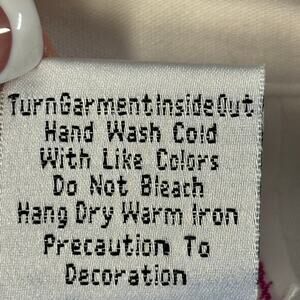 TurnGarmentInsideOut
Hand Wash Cold
With Like Colors
Do Not Bleach
Hang Dry Warm Iron
Precaution To
Decoration